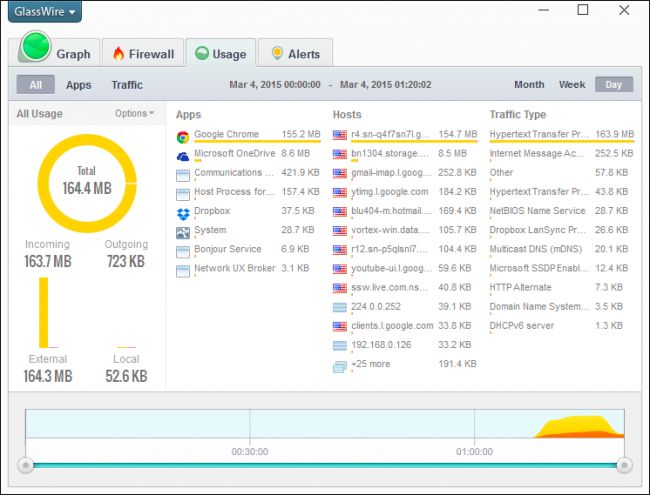 GlassWire
Graph
Firewall
Usage
Alerts
All Apps Traffic
Mar 4, 2015 00:00:00 - Mar 4, 2015 01:20:02
Month Week Day
All Usage Options
Total
164.4 MB
Incoming Outgoing
163.7 MB 723 KB
External Local
164.3 MB 52.6 KB
Apps
Google Chrome 155.2 MB
Microsoft OneDrive 8.6 MB
Communications ... 421.9 KB
Host Process for... 157.4 KB
Dropbox 37.5 KB
System 28.7 KB
Bonjour Service 6.9 KB
Network UX Broker 3.1 KB
Hosts
r4.sn-q4f7sn7l.g... 154.7 MB
bn1304.storage.... 8.5 MB
gmail-imap.l.goog... 252.8 KB
ytimg.l.google.com 184.2 KB
blu404-m.hotmail.... 169.4 KB
vortex-win.data.... 105.7 KB
r12.sn-p5qlsnl7.... 104.4 KB
youtube-ui.l.goog... 59.6 KB
ssw.live.com.ns... 40.1 KB
224.0.0.252 39.1 KB
clients.l.google.com 33.8 KB
192.168.0.126 33.2 KB
+25 more 191.4 KB
Traffic Type
Hypertext Transfer Pr... 163.9 MB
Internet Message Ac... 252.5 KB
Other 57.8 KB
Hypertext Transfer Pr... 43.8 KB
NetBIOS Name Service 28.7 KB
Dropbox LanSync Pr... 26.6 KB
Multicast DNS (mDNS) 20.1 KB
Microsoft SSDP Enabl... 12.4 KB
HTTP Alternate 7.3 KB
Domain Name System... 3.5 KB
DHCPv6 server 1.3 KB
00:30:00
01:00:00